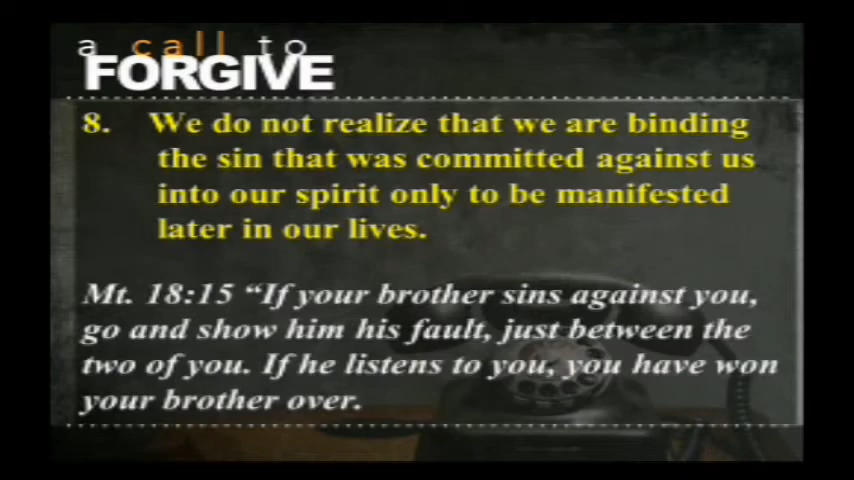 a call to
FORGIVE
8. We do not realize that we are binding
the sin that was committed against us
into our spirit only to be manifested
later in our lives.
Mt. 18:15 “If your brother sins against you,
go and show him his fault, just between the
two of you. If he listens to you, you have won
your brother over.